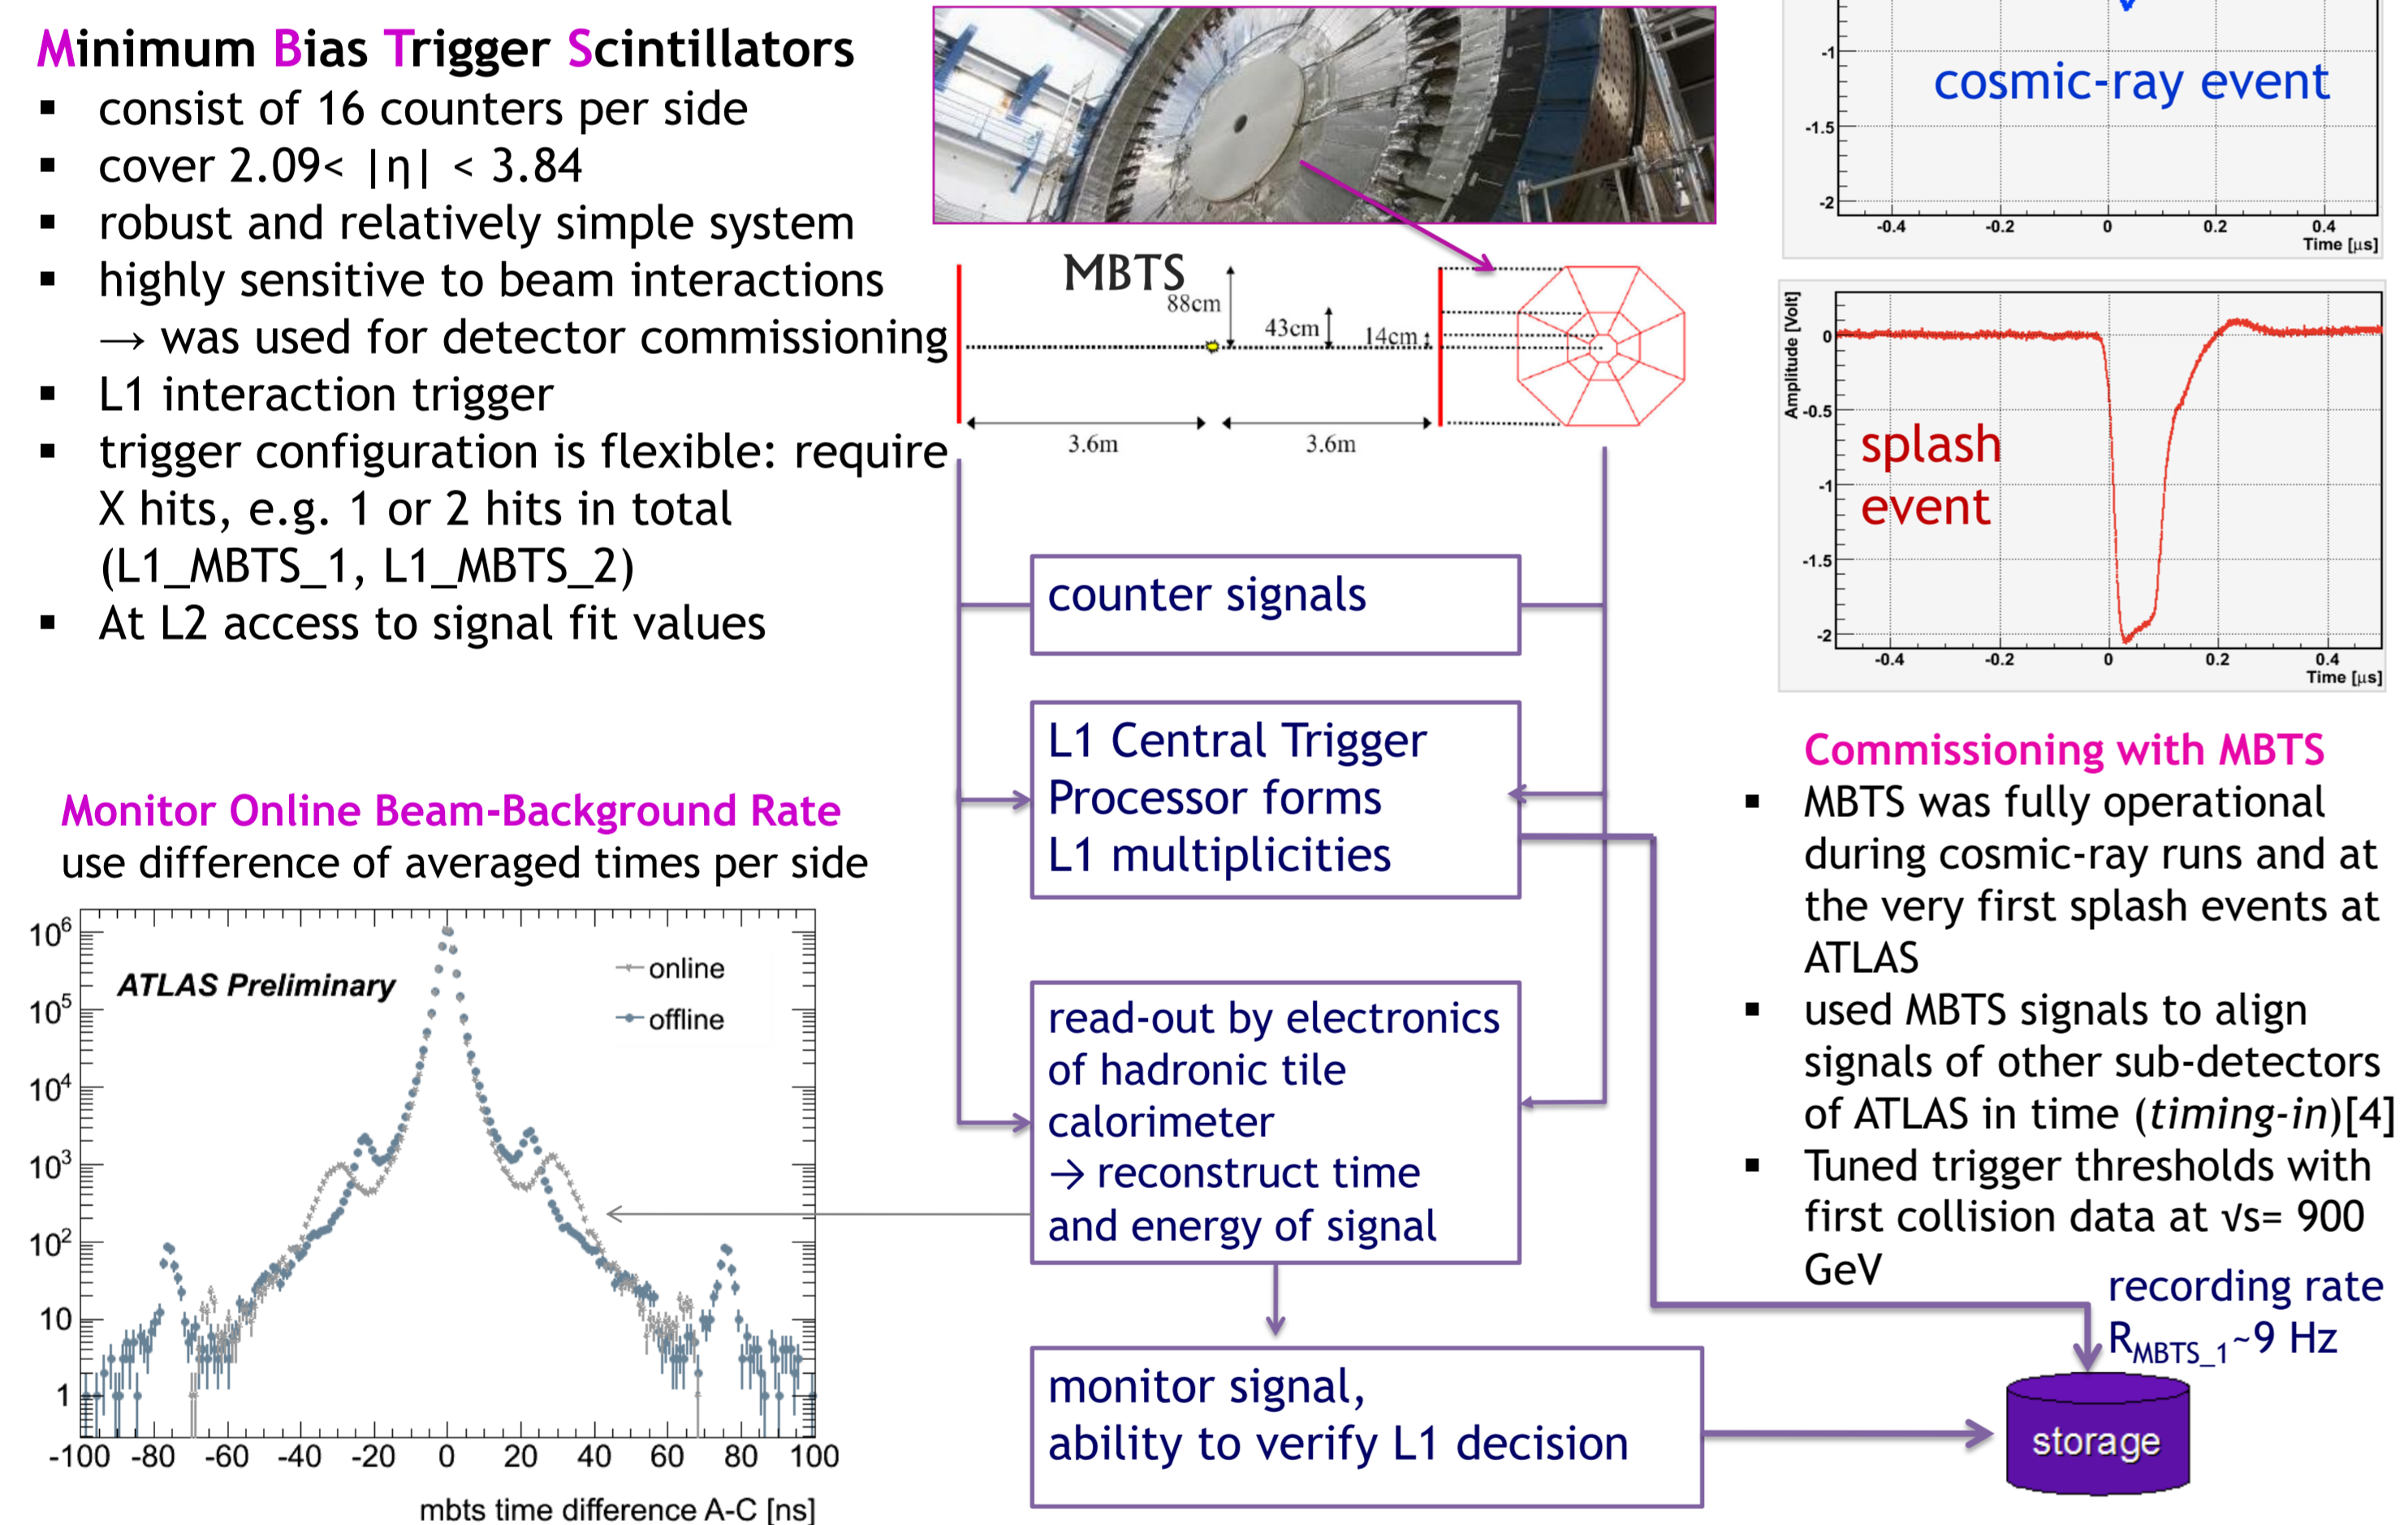 Minimum Bias Trigger Scintillators
▪ consist of 16 counters per side
▪ cover 2.09< |η| < 3.84
▪ robust and relatively simple system
▪ highly sensitive to beam interactions
→ was used for detector commissioning
▪ L1 interaction trigger
▪ trigger configuration is flexible: require
X hits, e.g. 1 or 2 hits in total
(L1_MBTS_1, L1_MBTS_2)
▪ At L2 access to signal fit values
Monitor Online Beam-Background Rate
use difference of averaged times per side
ATLAS Preliminary
online
offline
10^6
10^5
10^4
10^3
10^2
10
1
-100 -80 -60 -40 -20 0 20 40 60 80 100
mbts time difference A-C [ns]
MBTS
88cm
43cm
14cm
3.6m
3.6m
counter signals
L1 Central Trigger
Processor forms
L1 multiplicities
read-out by electronics
of hadronic tile
calorimeter
→ reconstruct time
and energy of signal
monitor signal,
ability to verify L1 decision
-1
cosmic-ray event
-1.5
-2
-0.4 -0.2 0 0.2 0.4
Time [μs]
Amplitude [Volt]
0
-0.5
splash
-1
event
-1.5
-2
-0.4 -0.2 0 0.2 0.4
Time [μs]
Commissioning with MBTS
▪ MBTS was fully operational
during cosmic-ray runs and at
the very first splash events at
ATLAS
▪ used MBTS signals to align
signals of other sub-detectors
of ATLAS in time (timing-in)[4]
▪ Tuned trigger thresholds with
first collision data at √s= 900
GeV
recording rate
R_MBTS_1~9 Hz
storage